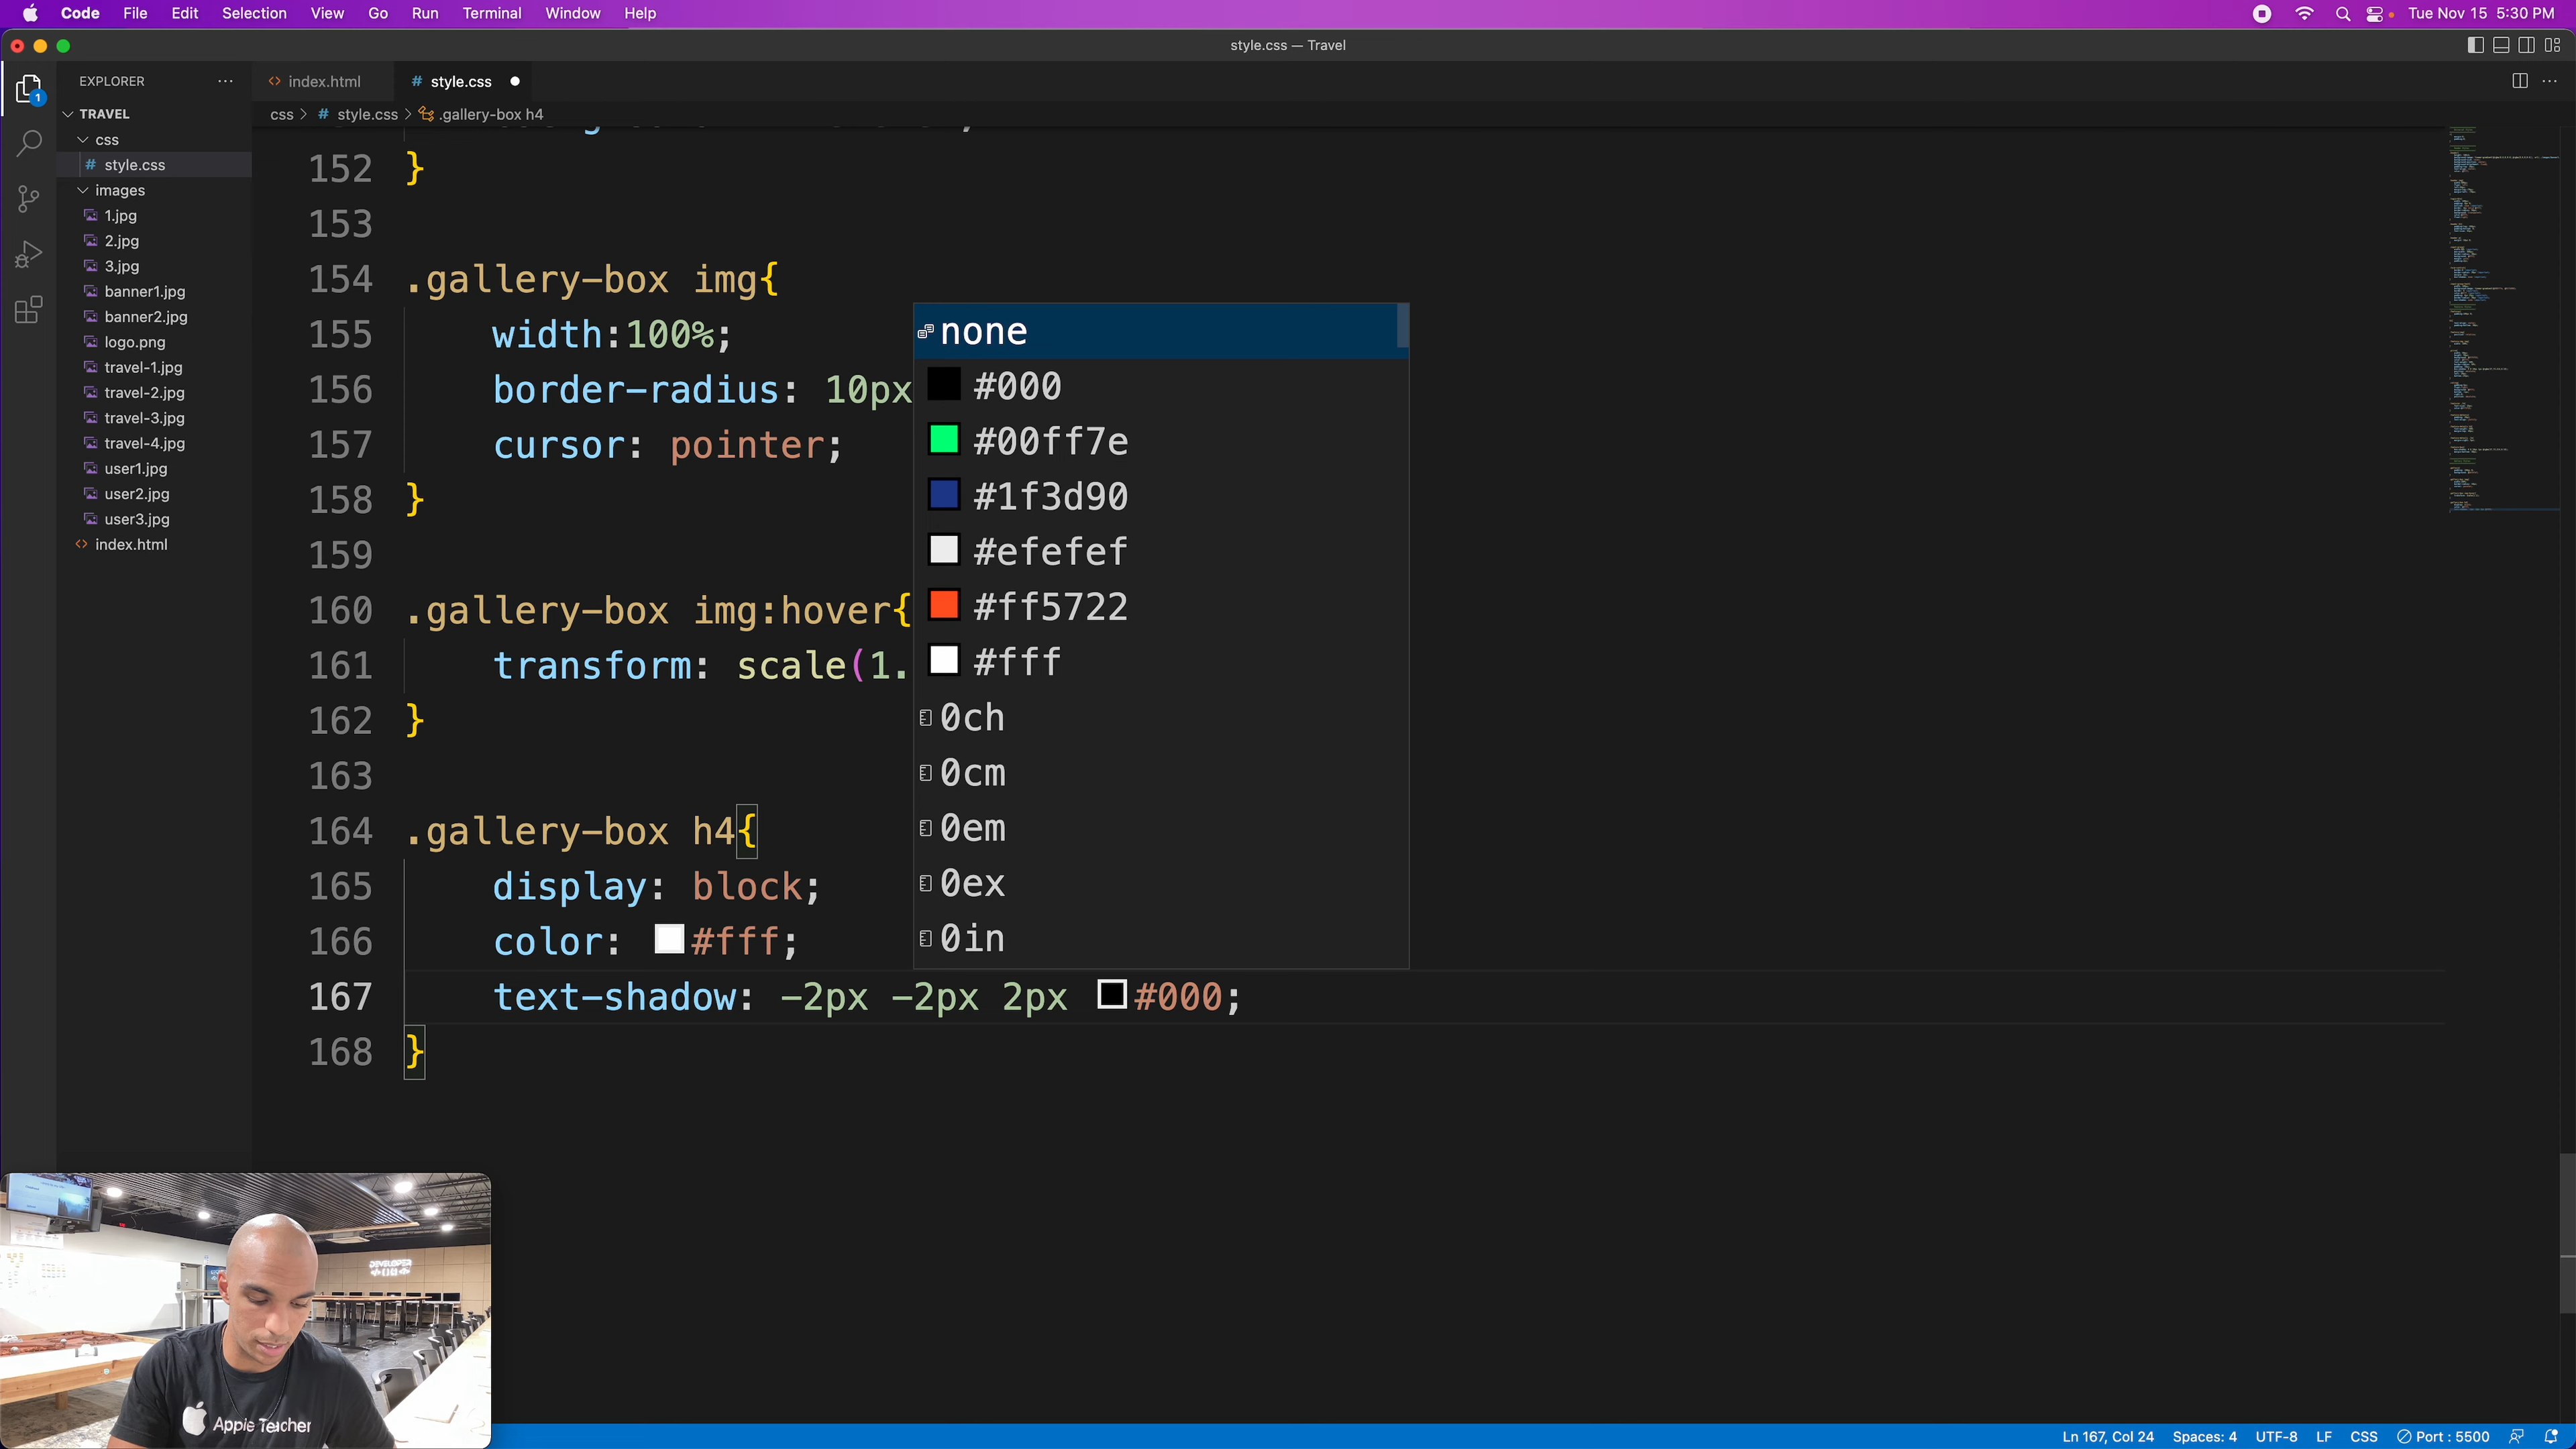 Code File Edit Selection View Go Run Terminal Window Help Tue Nov 15 5:30 PM
style.css — Travel
EXPLORER
index.html
# style.css
TRAVEL
css > # style.css > .gallery-box h4
css
# style.css
images
1.jpg
2.jpg
3.jpg
banner1.jpg
banner2.jpg
logo.png
travel-1.jpg
travel-2.jpg
travel-3.jpg
travel-4.jpg
user1.jpg
user2.jpg
user3.jpg
index.html
1
152 }
153
154 .gallery-box img{
155 width:100%;
156 border-radius: 10px
157 cursor: pointer;
158 }
159
160 .gallery-box img:hover{
161 transform: scale(1.
162 }
163
164 .gallery-box h4{
165 display: block;
166 color: #fff;
167 text-shadow: -2px -2px 2px #000;
168 }
none
#000
#00ff7e
#1f3d90
#efefef
#ff5722
#fff
0ch
0cm
0em
0ex
0in
DEVELOPER
Apple Teacher
Ln 167, Col 24 Spaces: 4 UTF-8 LF CSS Port : 5500